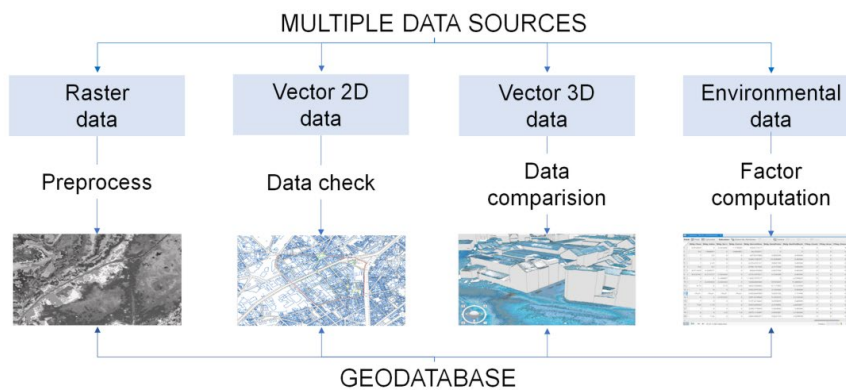 MULTIPLE DATA SOURCES
Raster
data
Vector 2D
data
Vector 3D
data
Environmental
data
Preprocess
Data check
Data
comparision
Factor
computation
GEODATABASE